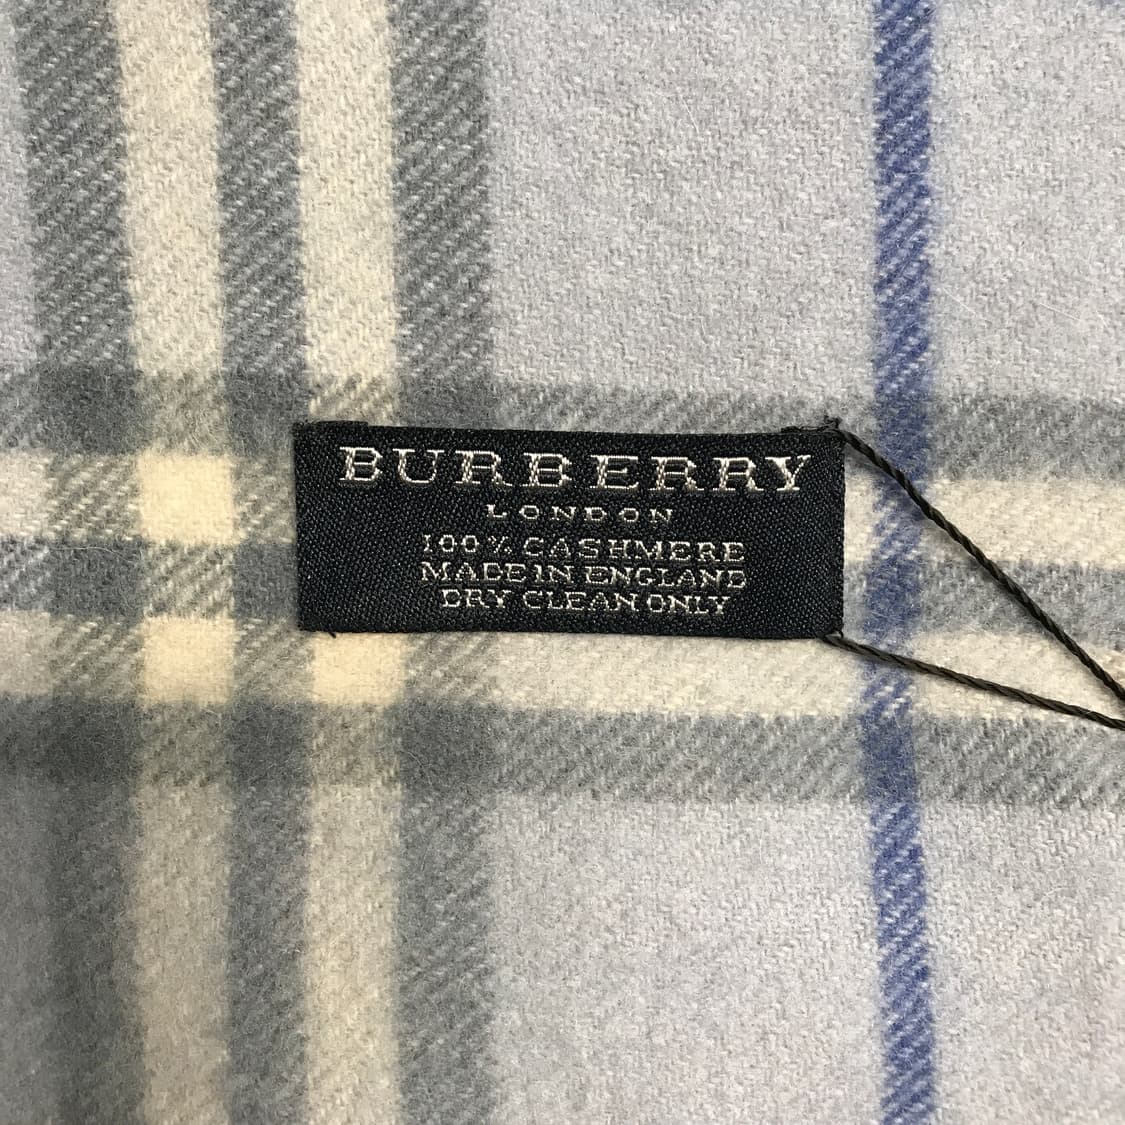 BURBERRY
LONDON
100% CASHMERE
MADE IN ENGLAND
DRY CLEAN ONLY